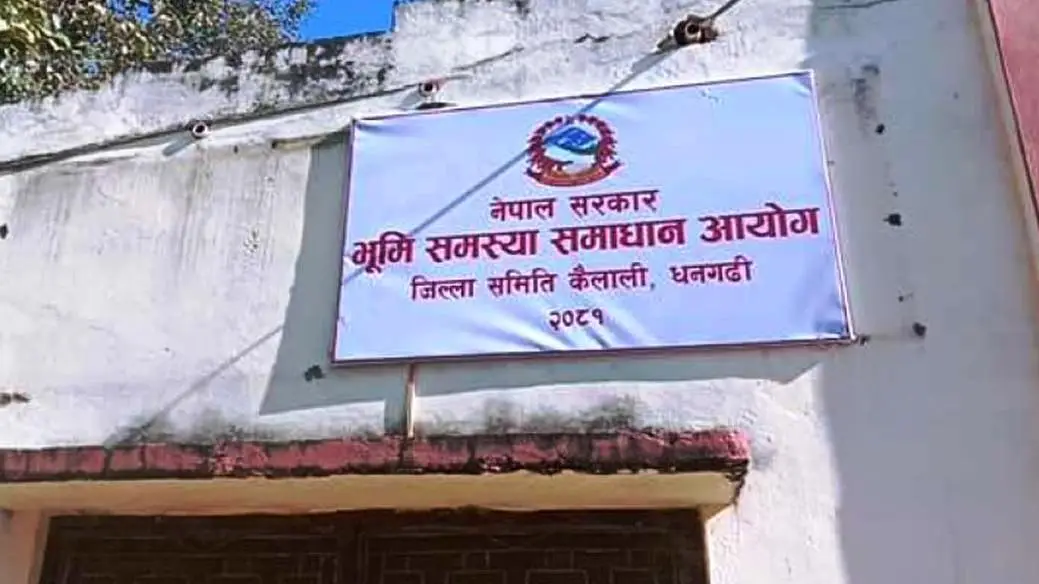 नेपाल सरकार
भूमि समस्या समाधान आयोग
जिल्ला समिति कैलाली, धनगढी
२०८१